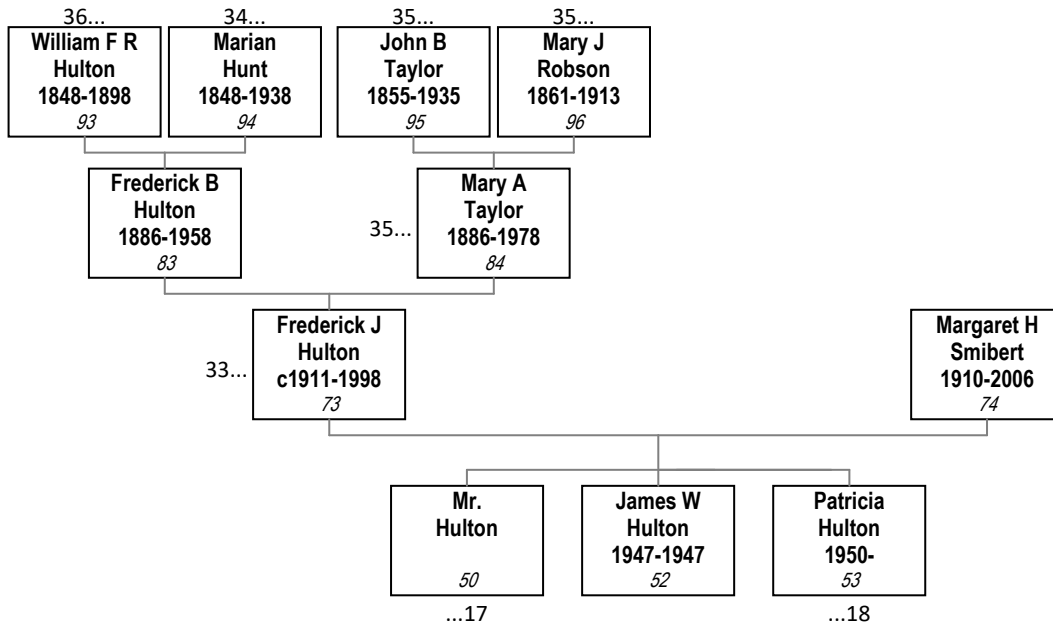 36...
34...
35...
35...
William F R
Hulton
1848-1898
93
Marian
Hunt
1848-1938
94
John B
Taylor
1855-1935
95
Mary J
Robson
1861-1913
96
Frederick B
Hulton
1886-1958
83
35...
Mary A
Taylor
1886-1978
84
33...
Frederick J
Hulton
c1911-1998
73
Margaret H
Smibert
1910-2006
74
Mr.
Hulton
50
James W
Hulton
1947-1947
52
Patricia
Hulton
1950-
53
...17
...18